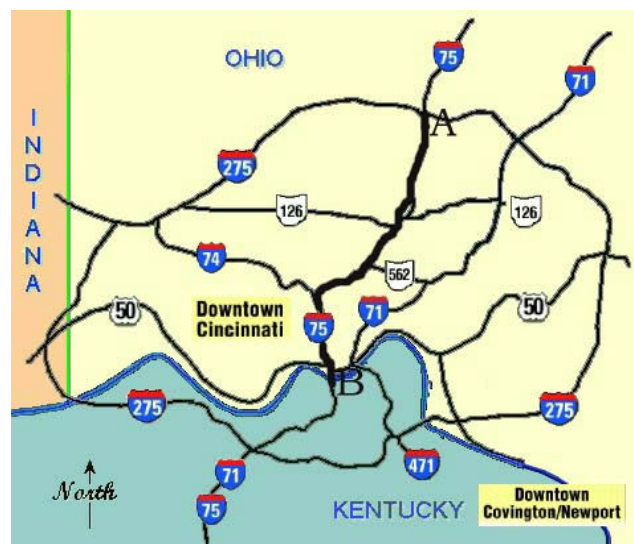 OHIO
75
71
A
INDIANA
275
126
126
74
562
50
Downtown
Cincinnati
75
71
50
B
275
275
71
471
75
North
KENTUCKY
Downtown
Covington/Newport